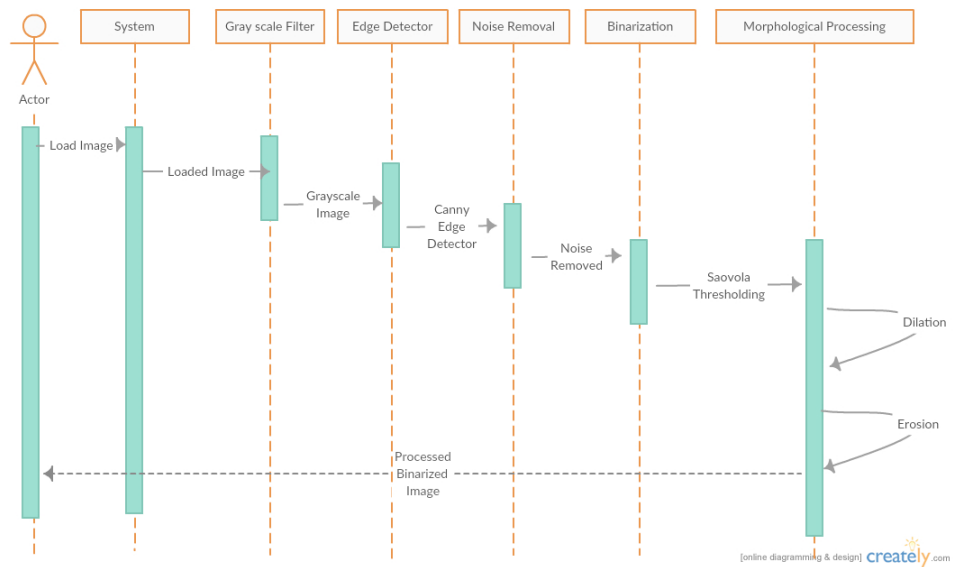 System
Gray scale Filter
Edge Detector
Noise Removal
Binarization
Morphological Processing
Actor
Load Image
Loaded Image
Grayscale
Image
Canny
Edge
Detector
Noise
Removed
Saovola
Thresholding
Dilation
Erosion
Processed
Binarized
Image
[online diagramming & design] creately.com